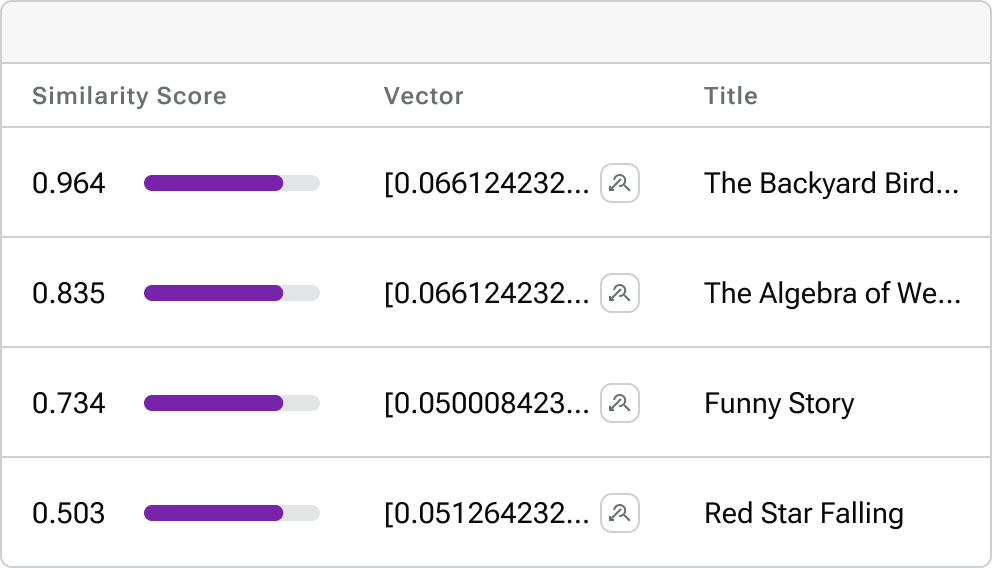 Similarity Score Vector Title
0.964 [0.066124232... The Backyard Bird...
0.835 [0.066124232... The Algebra of We...
0.734 [0.050008423... Funny Story
0.503 [0.051264232... Red Star Falling